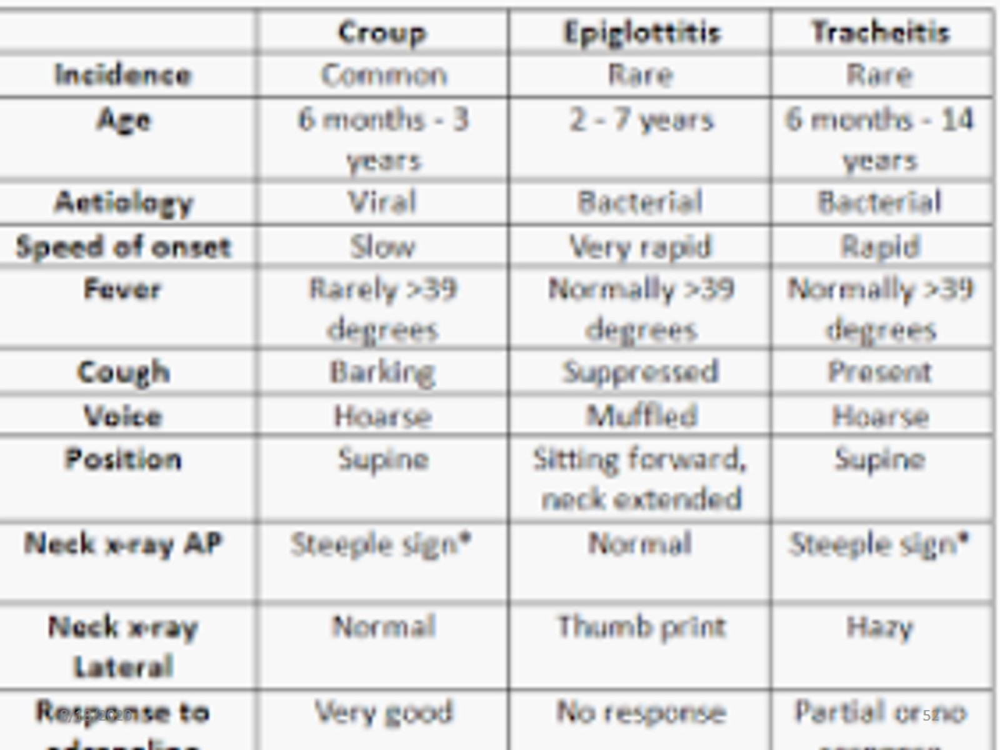 Croup Epiglottitis Tracheitis
Incidence Common Rare Rare
Age 6 months - 3 2 - 7 years 6 months - 14
years years
Aetiology Viral Bacterial Bacterial
Speed of onset Slow Very rapid Rapid
Fever Rarely >39 Normally >39 Normally >39
degrees degrees degrees
Cough Barking Suppressed Present
Voice Hoarse Muffled Hoarse
Position Supine Sitting forward, Supine
neck extended
Neck x-ray AP Steeple sign* Normal Steeple sign*
Neck x-ray Normal Thumb print Hazy
Lateral
Response to Very good No response Partial or no
52